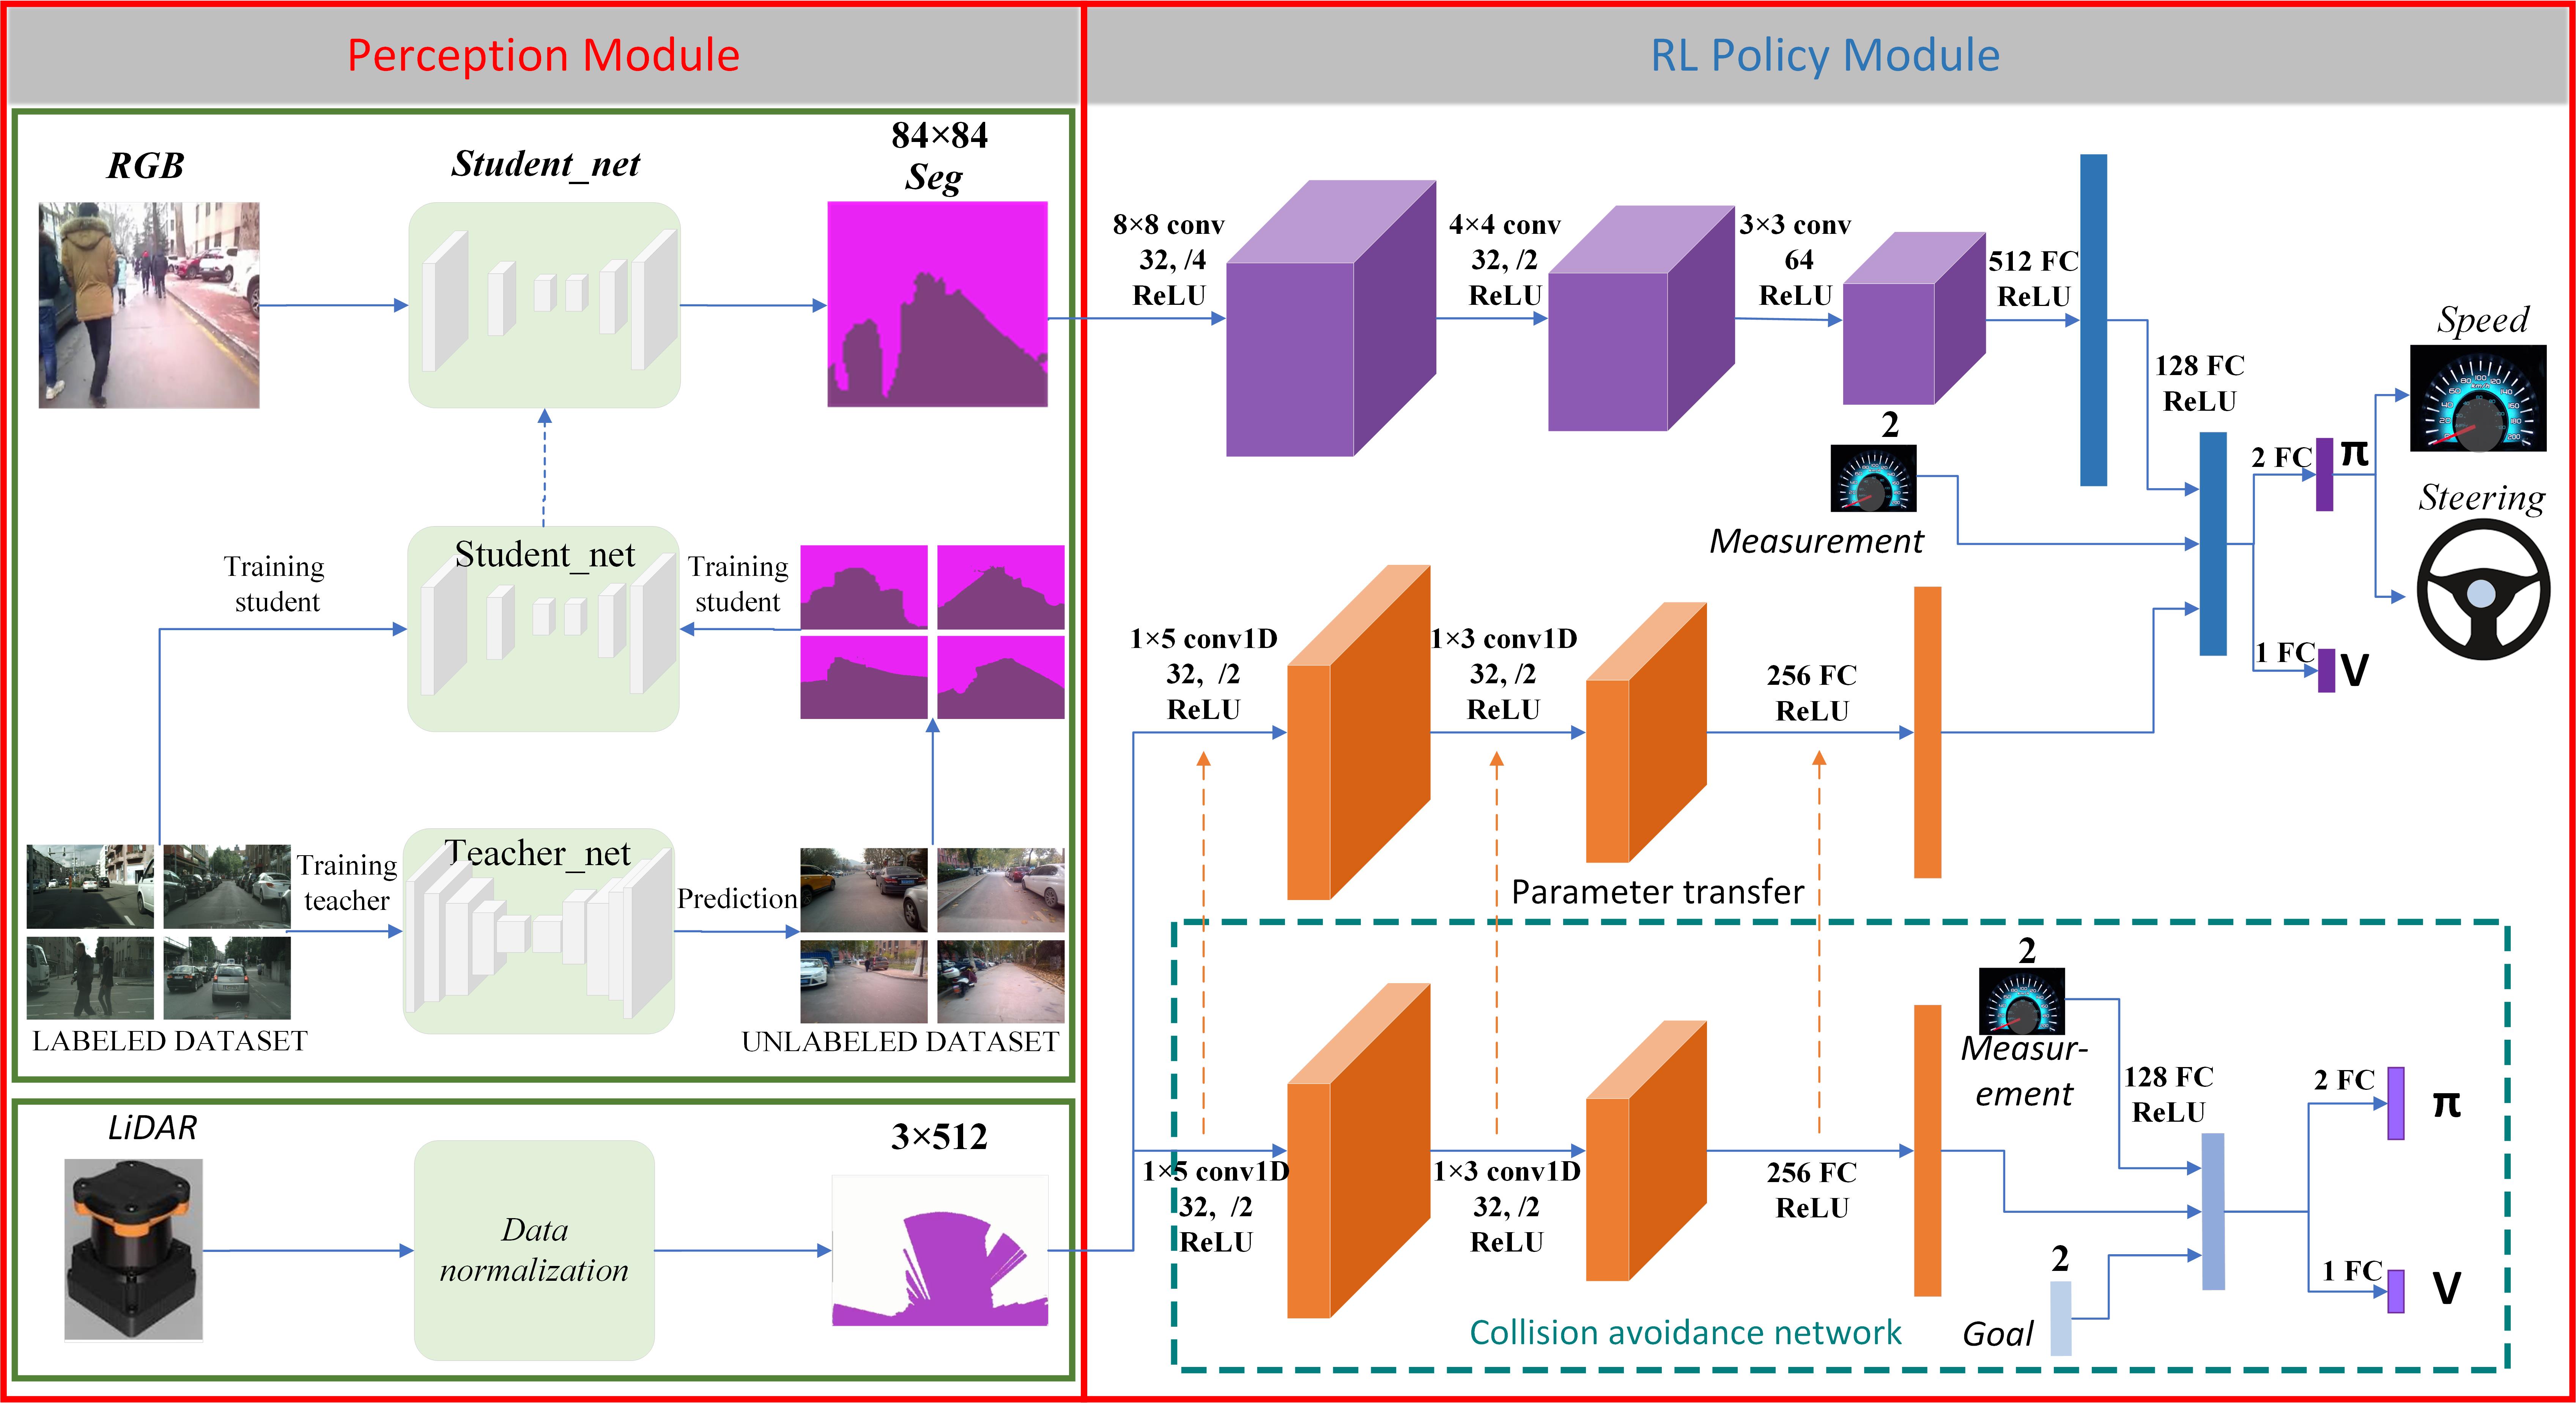 Perception Module
RL Policy Module
RGB
Student_net
84×84
Seg
Training
student
Student_net
Training
student
Training
teacher
Teacher_net
Prediction
LABELED DATASET
UNLABELED DATASET
LiDAR
Data
normalization
3×512
8×8 conv
32, /4
ReLU
4×4 conv
32, /2
ReLU
3×3 conv
64
ReLU
512 FC
ReLU
128 FC
ReLU
2
Measurement
2 FC
π
1 FC
V
Speed
Steering
1×5 conv1D
32, /2
ReLU
1×3 conv1D
32, /2
ReLU
256 FC
ReLU
Parameter transfer
1×5 conv1D
32, /2
ReLU
1×3 conv1D
32, /2
ReLU
256 FC
ReLU
2
Measur-
ement
128 FC
ReLU
2
Goal
2 FC
π
1 FC
V
Collision avoidance network